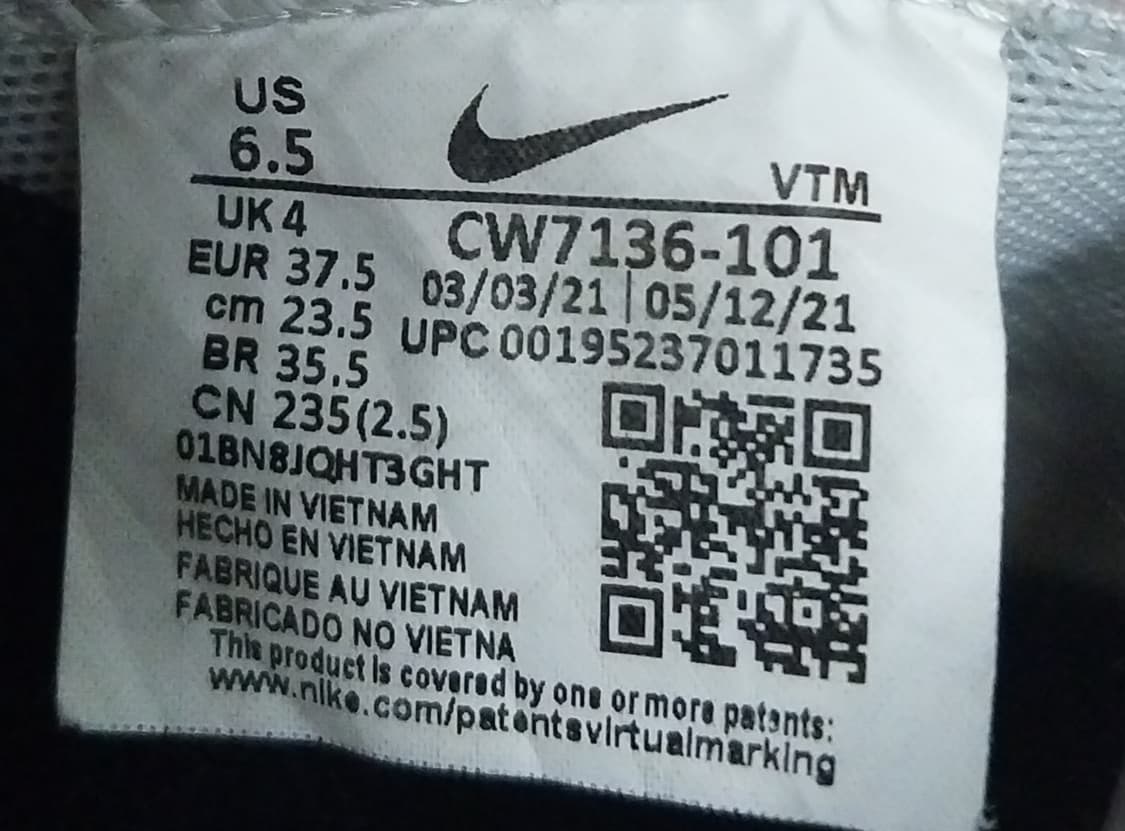 US
6.5
VTM
UK 4
CW7136-101
EUR 37.5
03/03/21 | 05/12/21
cm 23.5
UPC 00195237011735
BR 35.5
CN 235(2.5)
01BN8JQHT3GHT
MADE IN VIETNAM
HECHO EN VIETNAM
FABRIQUE AU VIETNAM
FABRICADO NO VIETNA
This product is covered by one or more patents:
www.nike.com/patentsvirtualmarking